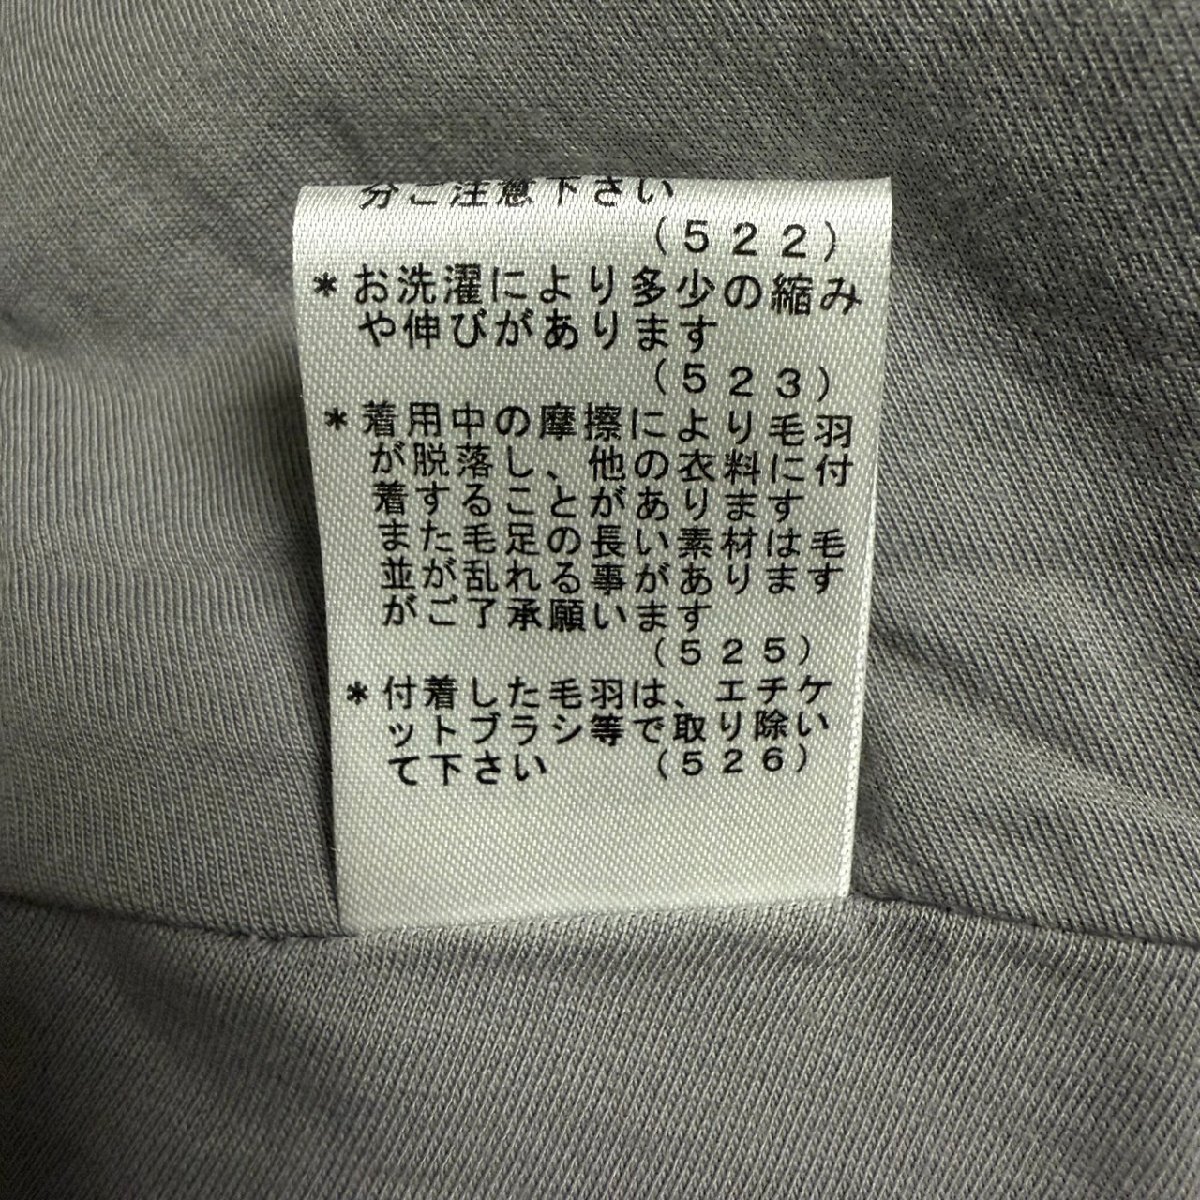 分ご注意下さい
(522)
*お洗濯により多少の縮み
や伸びがあります
(523)
*着用中の摩擦により毛羽
が脱落し、他の衣料に付
着することがあります
また毛足の長い素材は毛
並が乱れる事があります
がご了承願います
(525)
*付着した毛羽は、エチケ
ットブラシ等で取り除い
て下さい (526)